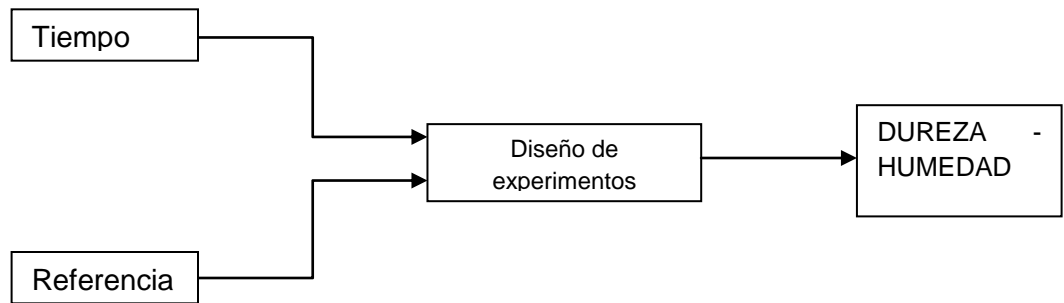 Tiempo
Diseño de
experimentos
DUREZA -
HUMEDAD
Referencia